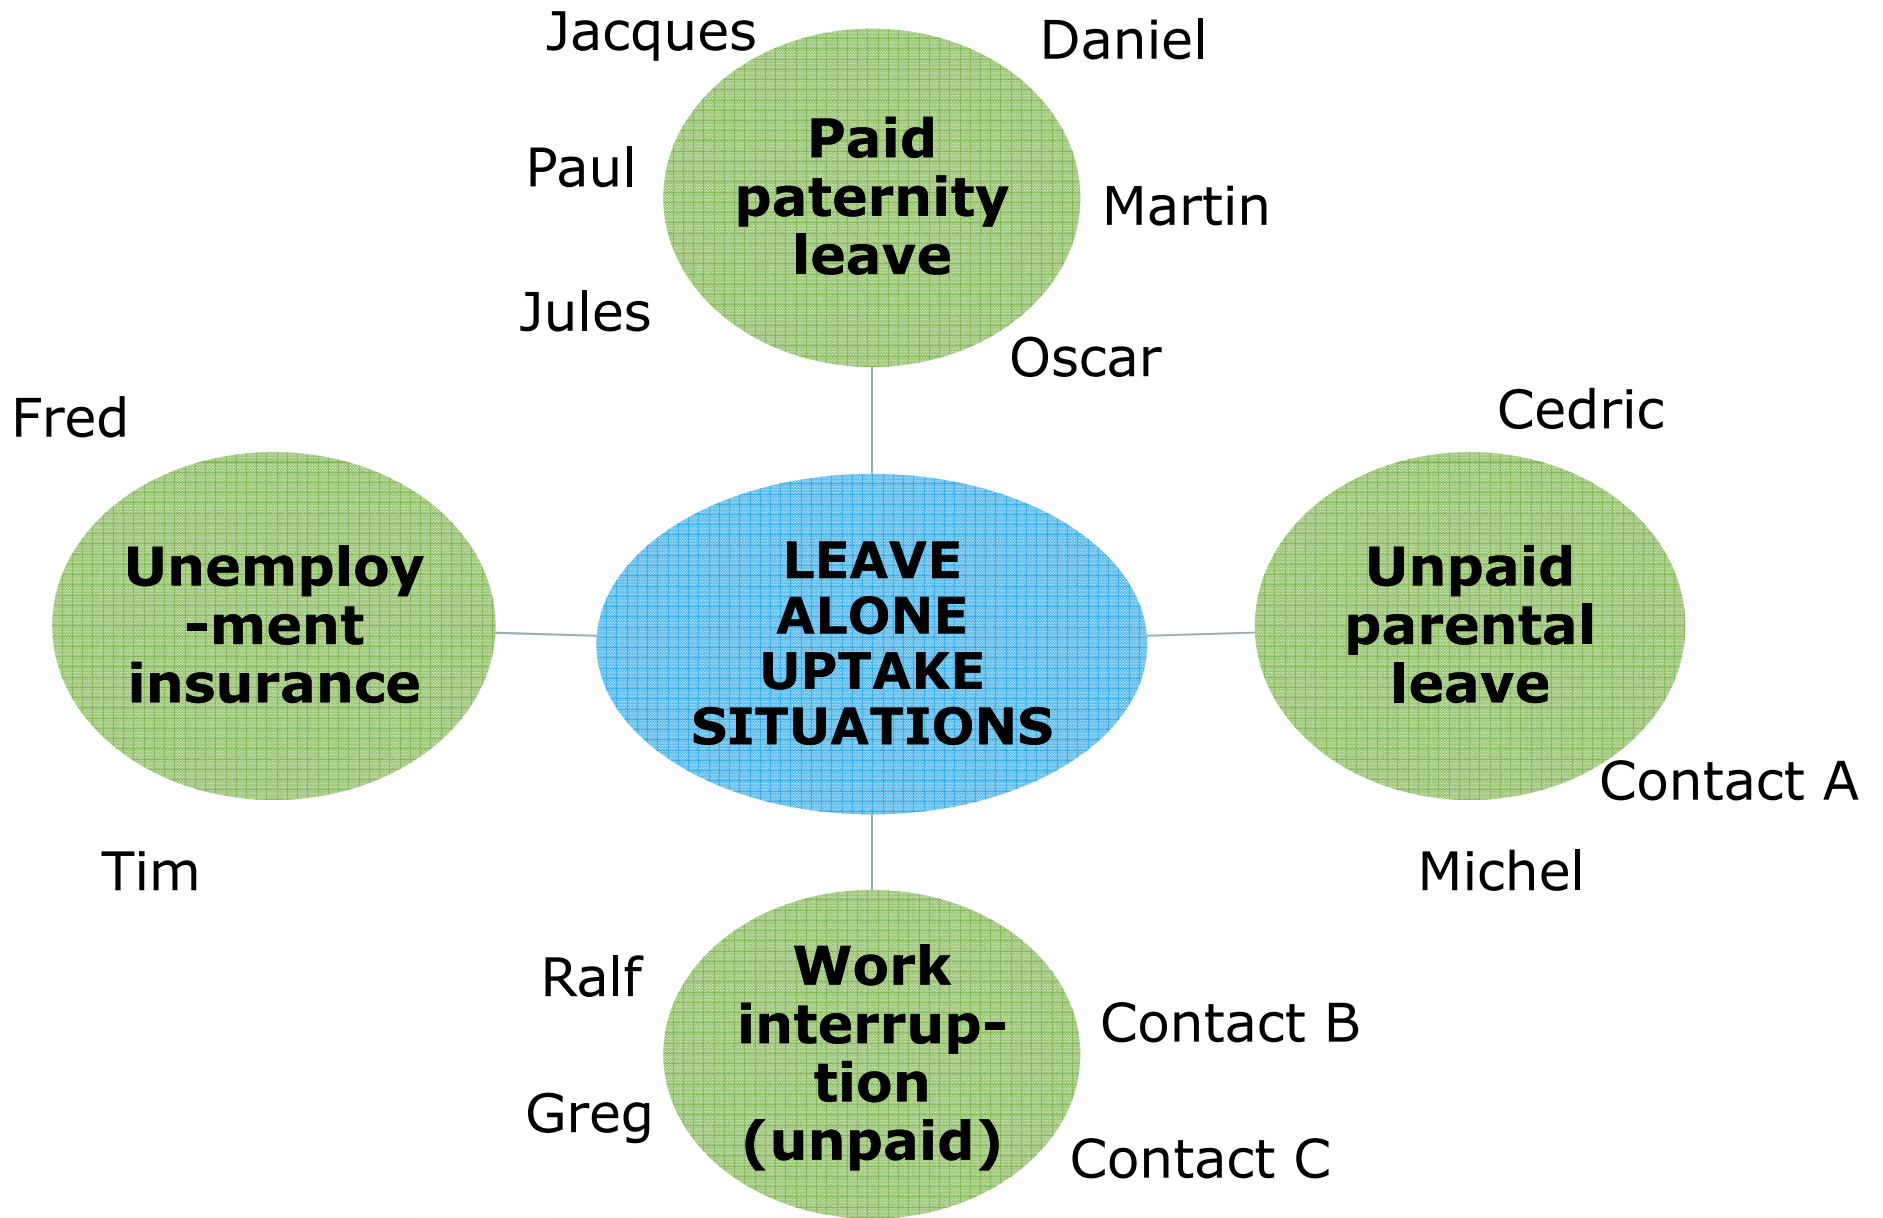 Jacques
Daniel
Paid
paternity
leave
Paul
Martin
Jules
Oscar
Fred
Cedric
Unemploy
-ment
insurance
LEAVE
ALONE
UPTAKE
SITUATIONS
Unpaid
parental
leave
Contact A
Tim
Michel
Ralf
Work
interrup-
tion
(unpaid)
Contact B
Greg
Contact C